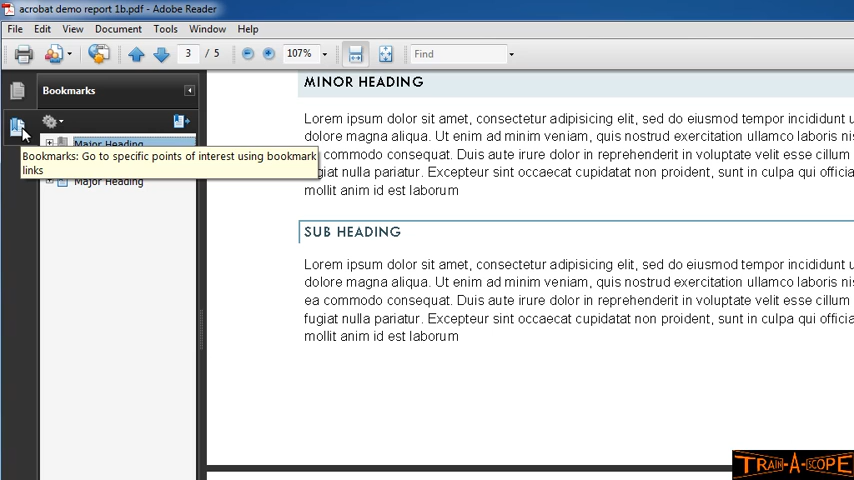 acrobat demo report 1b.pdf - Adobe Reader
File Edit View Document Tools Window Help
3 / 5 107% Find
Bookmarks
Major Heading
Bookmarks: Go to specific points of interest using bookmark
links
Major Heading
MINOR HEADING
Lorem ipsum dolor sit amet, consectetur adipisicing elit, sed do eiusmod tempor incididunt
dolore magna aliqua. Ut enim ad minim veniam, quis nostrud exercitution ullamco laboris nis
commodo consequat. Duis aute irure dolor in reprehenderit in voluptate velit esse cillum
fugiat nulla pariatur. Excepteur sint occaecat cupidatat non proident, sunt in culpa qui officia
mollit anim id est laborum
SUB HEADING
Lorem ipsum dolor sit amet, consectetur adipisicing elit, sed do eiusmod tempor incididunt
dolore magna aliqua. Ut enim ad minim veniam, quis nostrud exercitution ullamco laboris nis
ea commodo consequat. Duis aute irure dolor in reprehenderit in voluptate velit esse cillum
fugiat nulla pariatur. Excepteur sint occaecat cupidatat non proident, sunt in culpa qui officia
mollit anim id est laborum
TRAIN-A-SCOPE